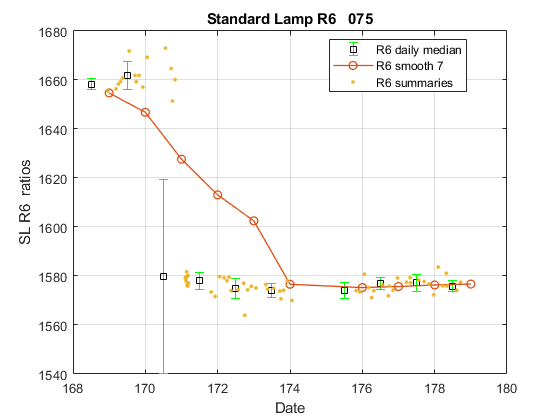 Standard Lamp R6   075
R6 daily median
R6 smooth 7
R6 summaries
SL R6  ratios
1680
1660
1640
1620
1600
1580
1560
1540
168 170 172 174 176 178 180
Date